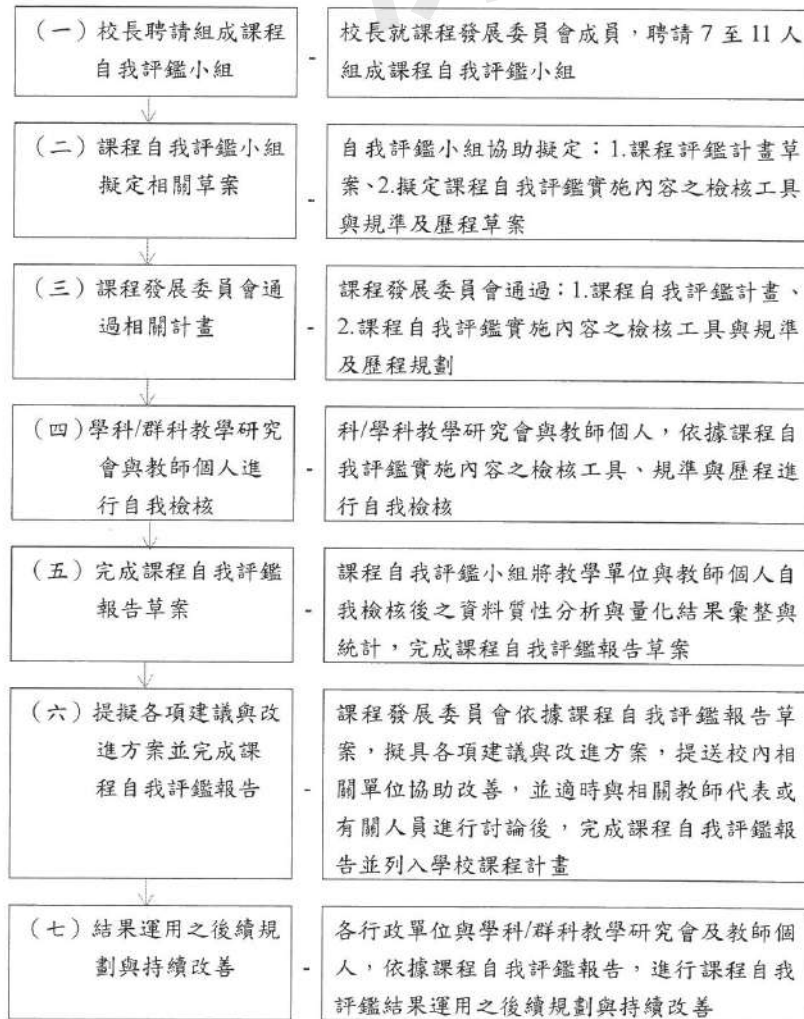 （一）校長聘請組成課程
自我評鑑小組
-
校長就課程發展委員會成員，聘請 7 至 11 人
組成課程自我評鑑小組
（二）課程自我評鑑小組
擬定相關草案
-
自我評鑑小組協助擬定：1.課程評鑑計畫草
案、2.擬定課程自我評鑑實施內容之檢核工具
與規準及歷程草案
（三）課程發展委員會通
過相關計畫
-
課程發展委員會通過：1.課程自我評鑑計畫、
2.課程自我評鑑實施內容之檢核工具與規準
及歷程規劃
（四）學科/群科教學研究
會與教師個人進
行自我檢核
-
科/學科教學研究會與教師個人，依據課程自
我評鑑實施內容之檢核工具、規準與歷程進
行自我檢核
（五）完成課程自我評鑑
報告草案
-
課程自我評鑑小組將教學單位與教師個人自
我檢核後之資料質性分析與量化結果彙整與
統計，完成課程自我評鑑報告草案
（六）提擬各項建議與改
進方案並完成課
程自我評鑑報告
-
課程發展委員會依據課程自我評鑑報告草
案，擬具各項建議與改進方案，提送校內相
關單位協助改善，並適時與相關教師代表或
有關人員進行討論後，完成課程自我評鑑報
告並列入學校課程計畫
（七）結果運用之後續規
劃與持續改善
-
各行政單位與學科/群科教學研究會及教師個
人，依據課程自我評鑑報告，進行課程自我
評鑑結果運用之後續規劃與持續改善